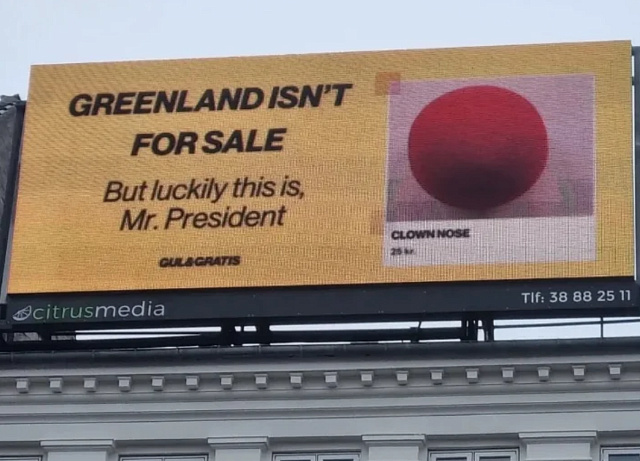 GREENLAND ISN'T
FOR SALE
But luckily this is,
Mr. President
GUL&GRATIS
CLOWN NOSE
25 kr.
citrusmedia
Tlf: 38 88 25 11